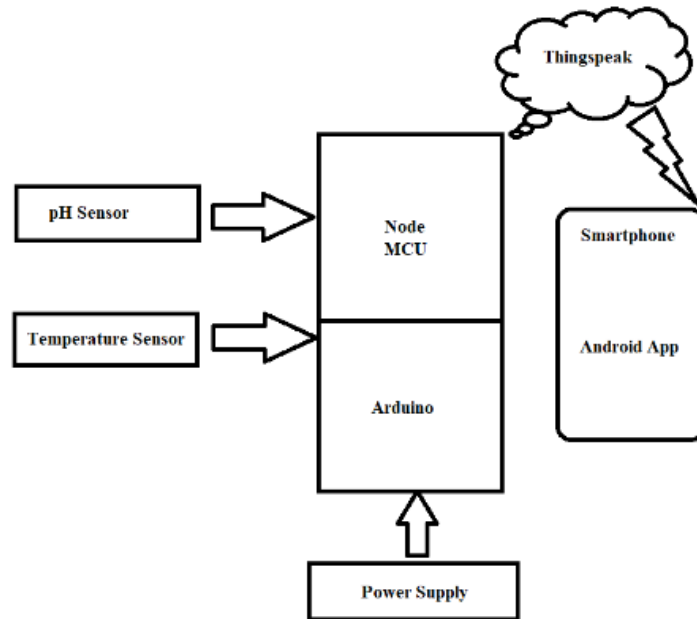 Thingspeak
pH Sensor
Node
MCU
Smartphone
Temperature Sensor
Android App
Arduino
Power Supply